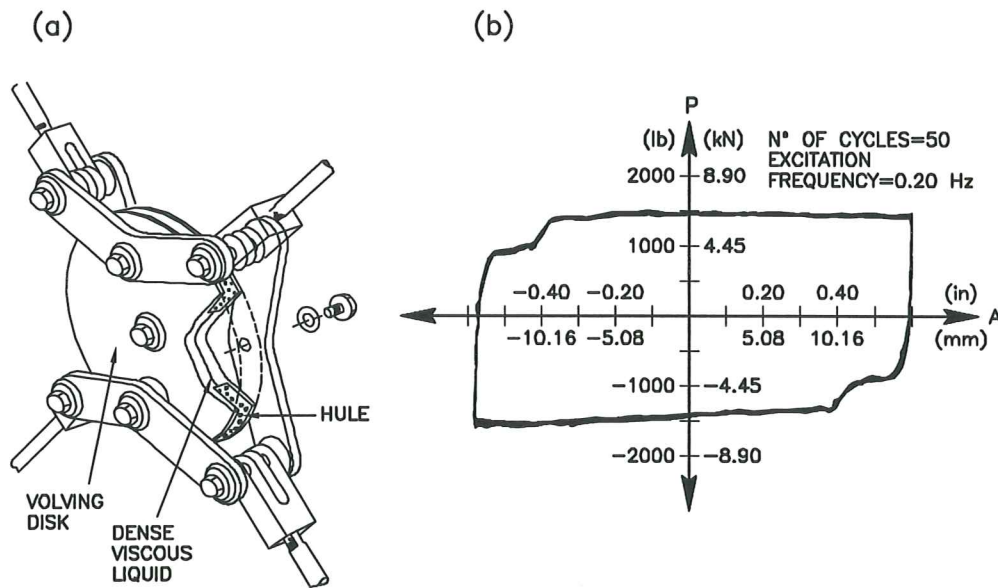 (a)
VOLVING
DISK
DENSE
VISCOUS
LIQUID
HULE
(b)
P
(lb) (kN)
N° OF CYCLES=50
EXCITATION
FREQUENCY=0.20 Hz
2000 8.90
1000 4.45
-0.40 -0.20 0.20 0.40 (in)
A
-10.16 -5.08 5.08 10.16 (mm)
-1000 -4.45
-2000 -8.90